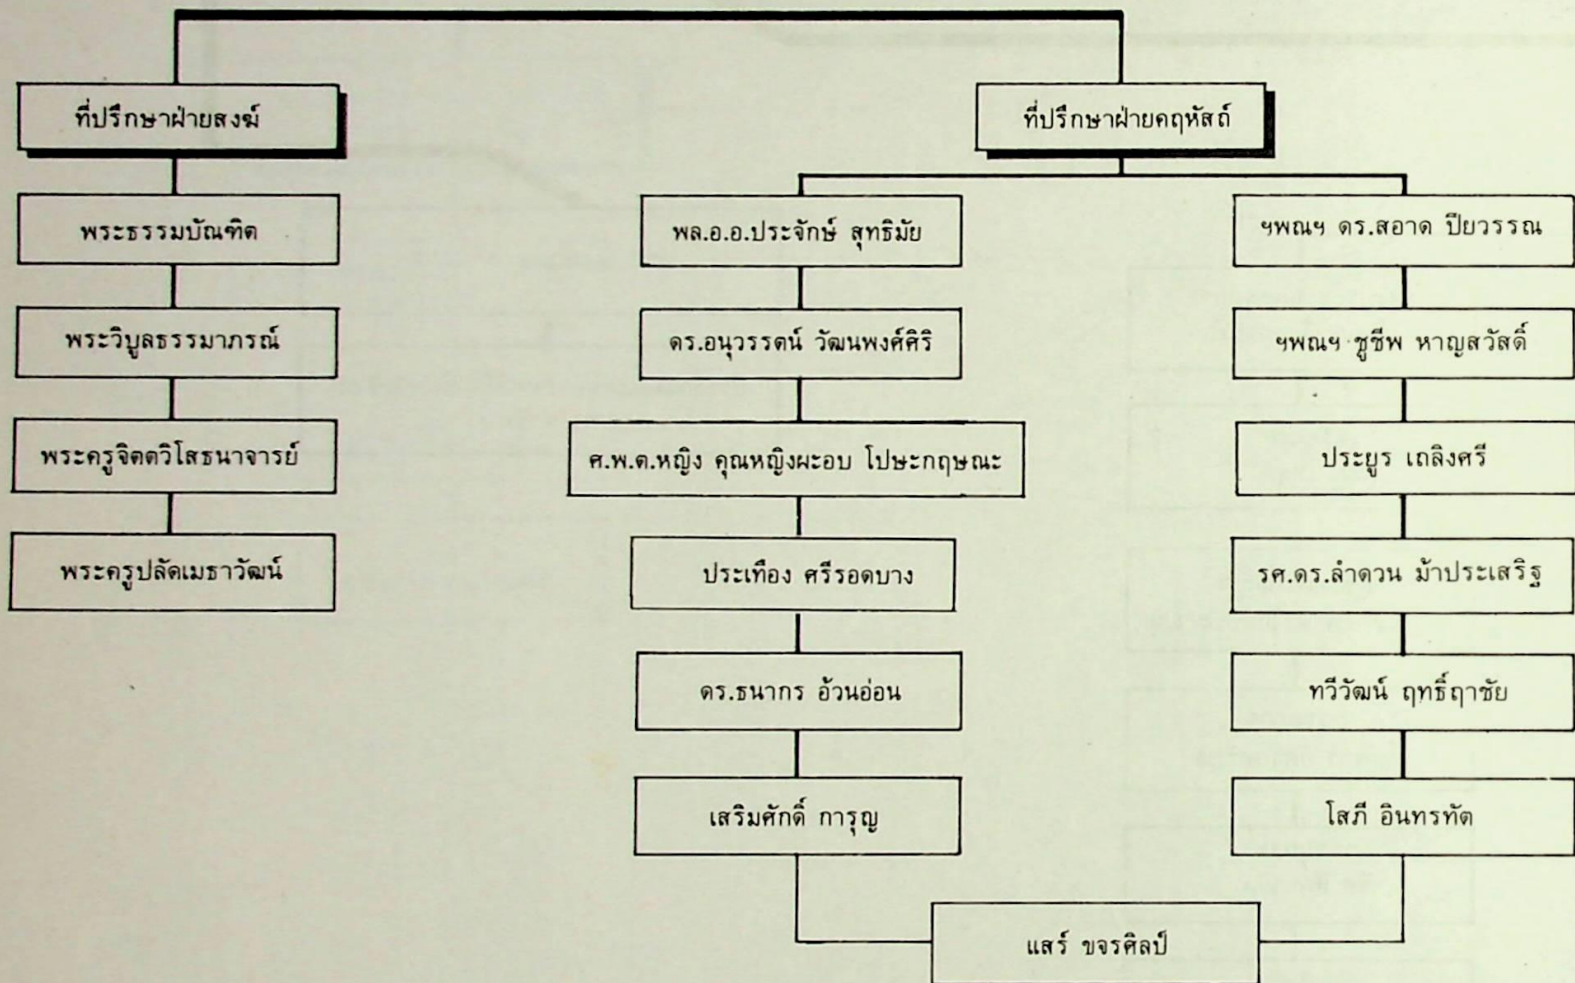 ที่ปรึกษาฝ่ายสงฆ์
พระธรรมบัณฑิต
พระวิบูลธรรมาภรณ์
พระครูจิตตวิโสธนาจารย์
พระครูปลัดเมธาวัฒน์
ที่ปรึกษาฝ่ายคฤหัสถ์
พล.อ.อ.ประจักษ์ สุทธิมัย
ดร.อนุวรรตน์ วัฒนพงศ์ศิริ
ศ.พ.ต.หญิง คุณหญิงผะอบ โปษะกฤษณะ
ประเทือง ศรีรอดบาง
ดร.ธนากร อ้วนอ่อน
เสริมศักดิ์ การุญ
ฯพณฯ ดร.สอาด ปิยวรรณ
ฯพณฯ ชูชีพ หาญสวัสดิ์
ประยูร เถลิงศรี
รศ.ดร.ลำดวน ม้าประเสริฐ
ทวีวัฒน์ ฤทธิ์ฤาชัย
โสภี อินทรทัต
แสร์ ขจรศิลป์